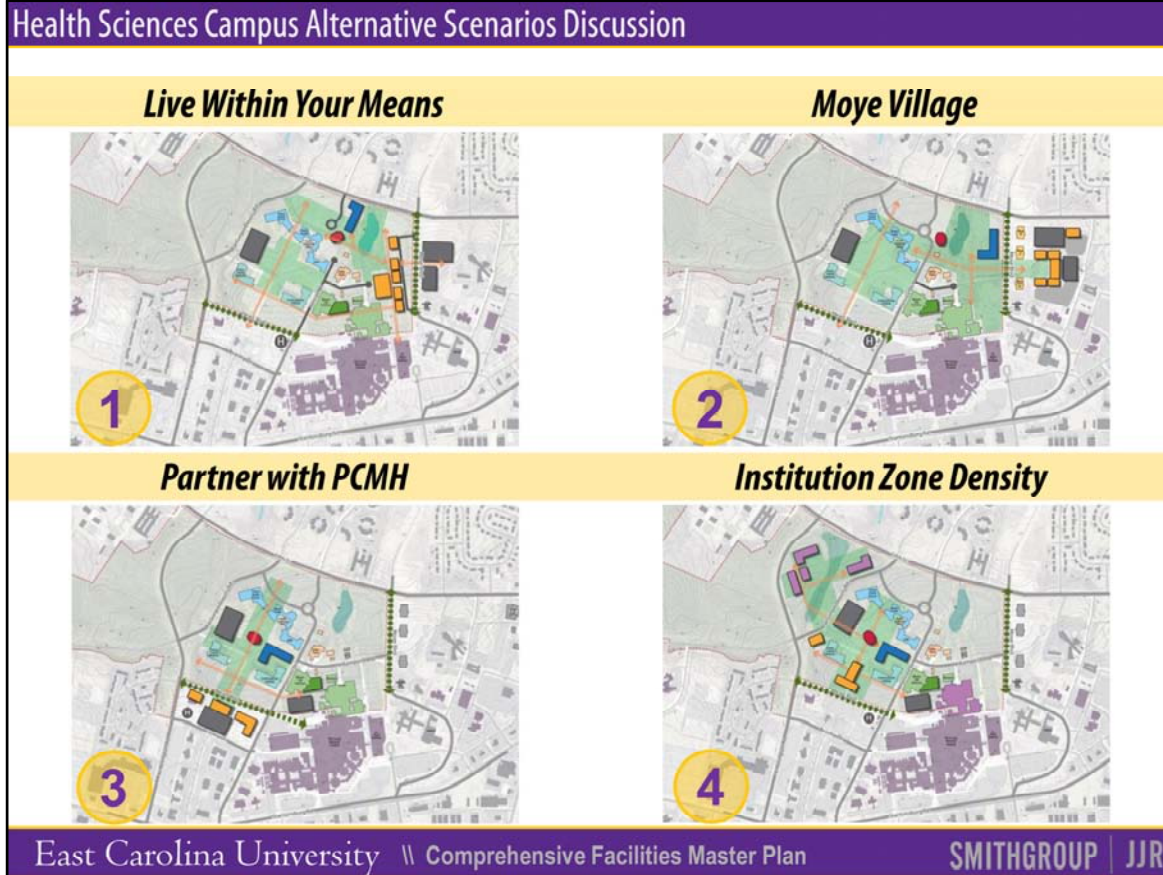 Health Sciences Campus Alternative Scenarios Discussion
Live Within Your Means
Moye Village
H
1
H
2
Partner with PCMH
Institution Zone Density
H
3
H
4
East Carolina University \\ Comprehensive Facilities Master Plan SMITHGROUP | JJR